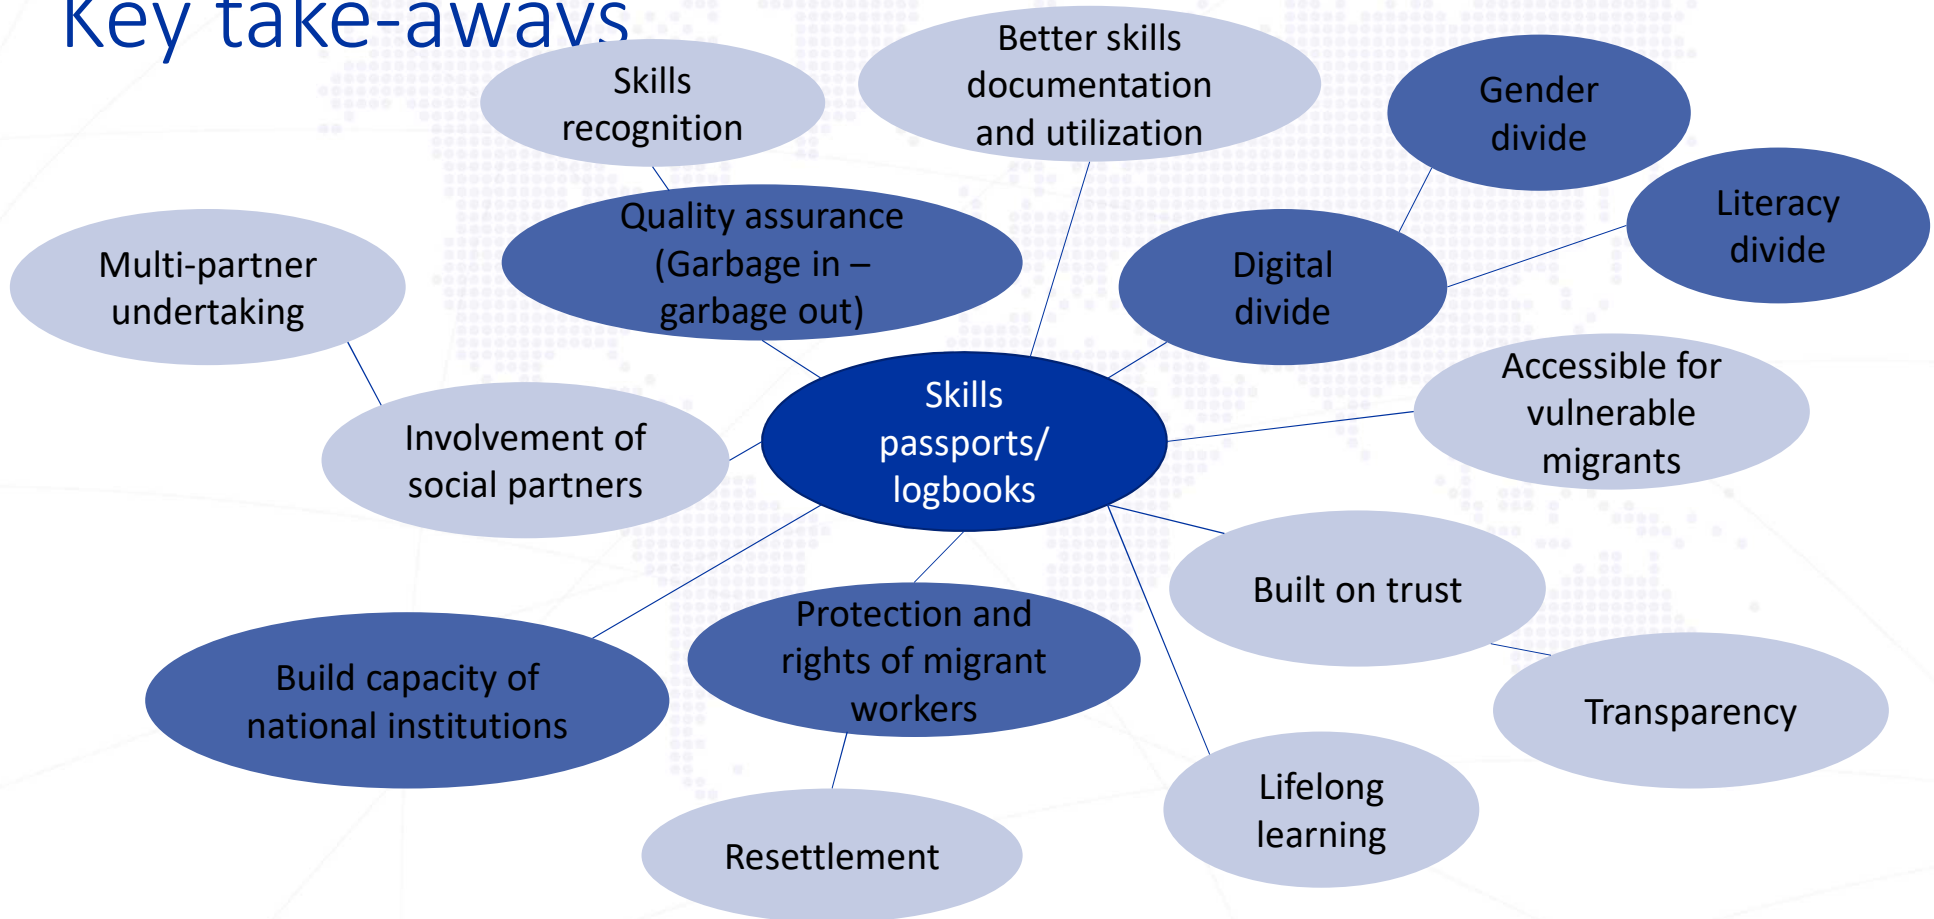 Key take-aways
Skills
recognition
Better skills
documentation
and utilization
Gender
divide
Quality assurance
(Garbage in –
garbage out)
Literacy
divide
Multi-partner
undertaking
Digital
divide
Accessible for
vulnerable
migrants
Skills
passports/
logbooks
Involvement of
social partners
Built on trust
Protection and
rights of migrant
workers
Build capacity of
national institutions
Transparency
Lifelong
learning
Resettlement